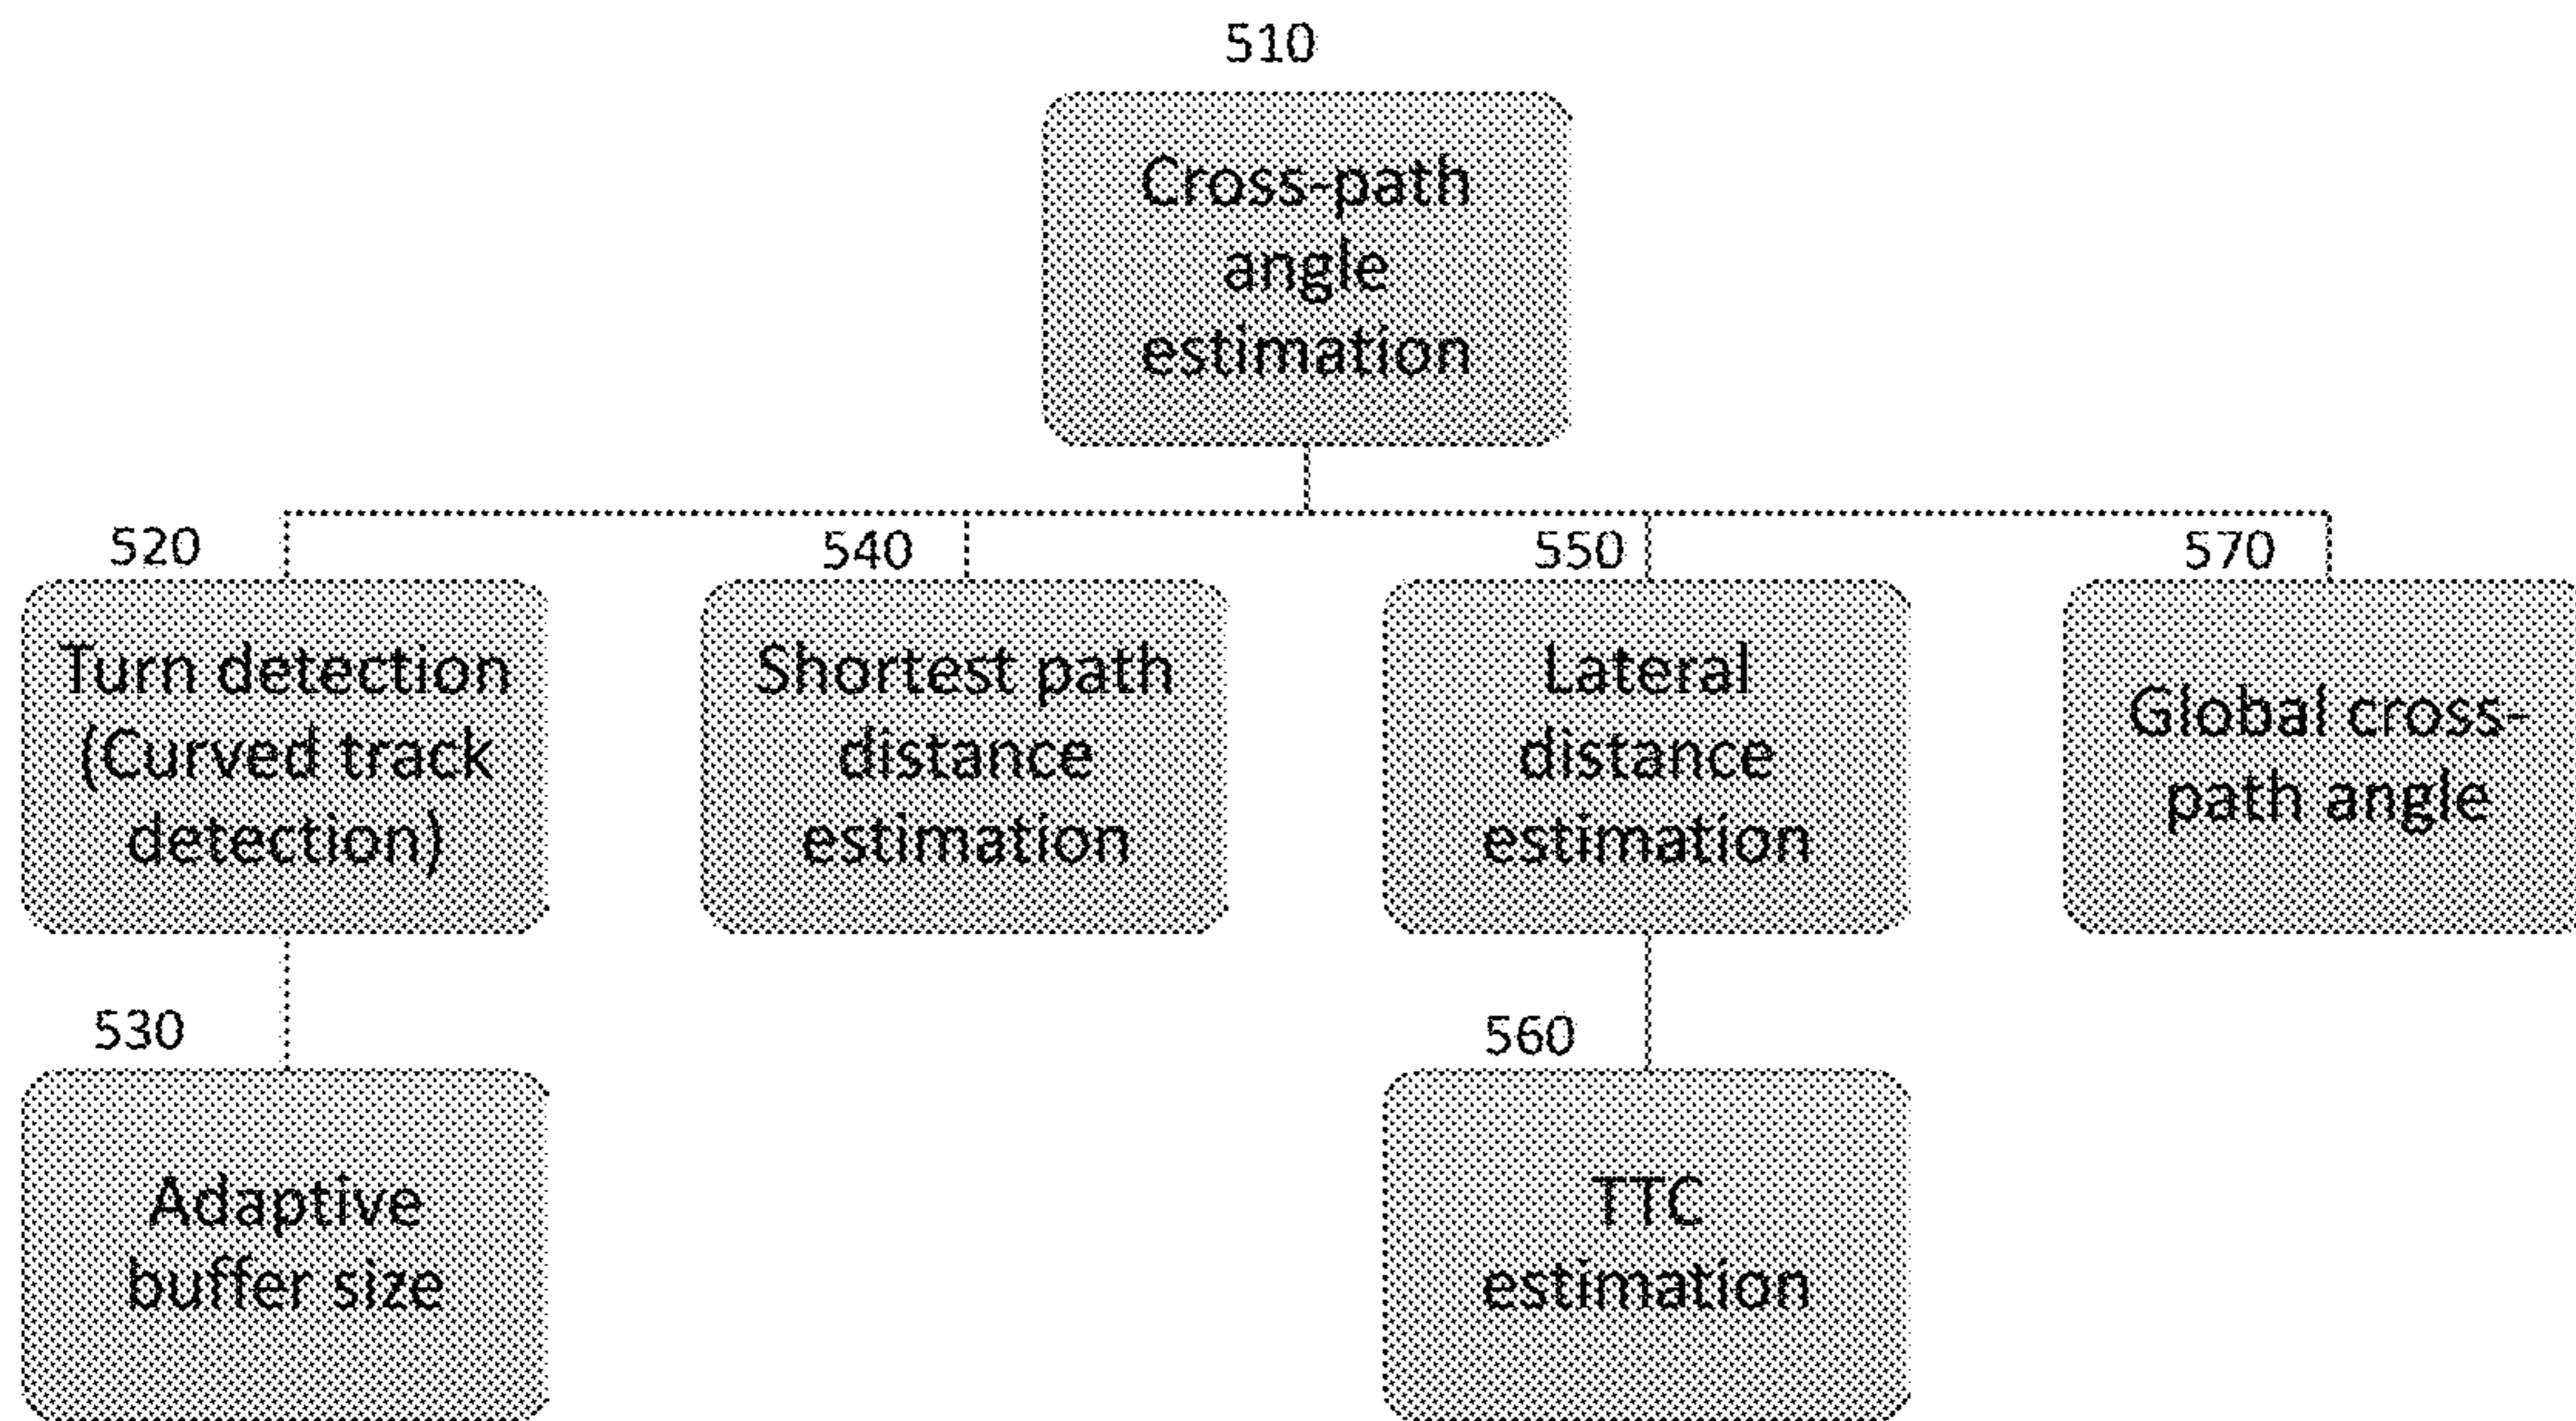 510
Cross-path
angle
estimation
520
540
550
570
Turn detection
(Curved track
detection)
Shortest path
distance
estimation
Lateral
distance
estimation
Global cross-
path angle
530
560
Adaptive
buffer size
TTC
estimation